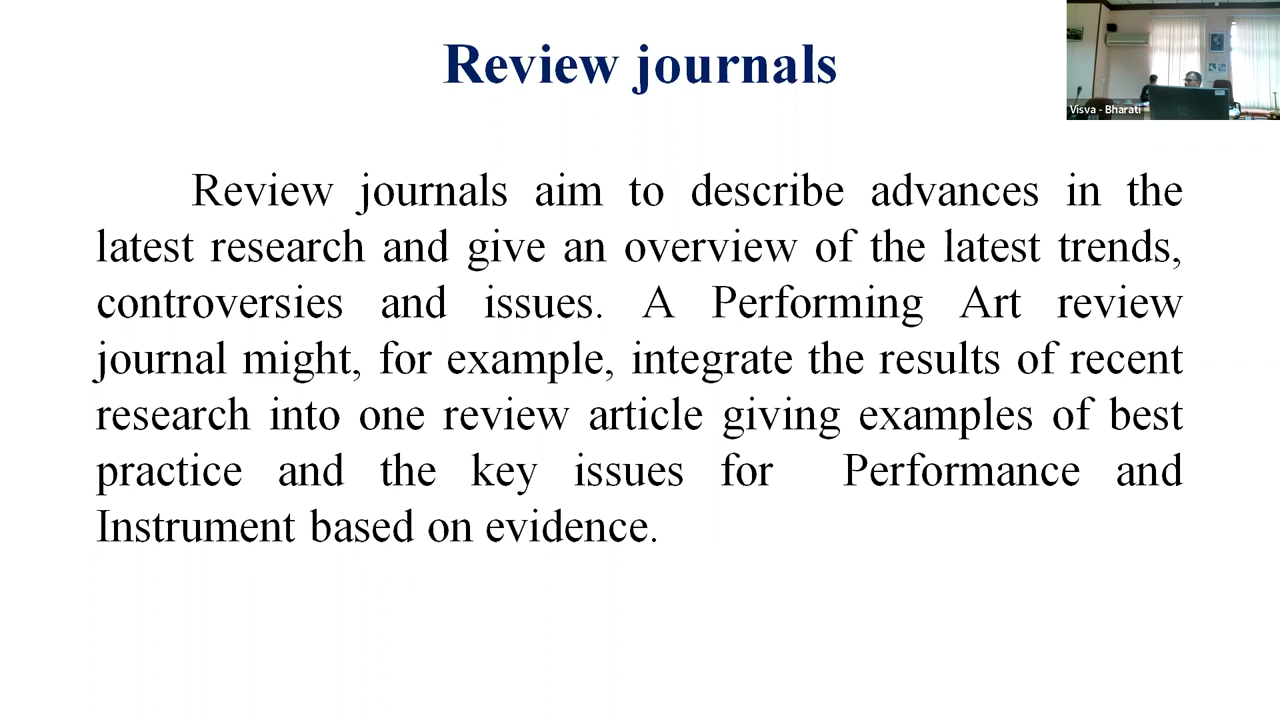 Review journals
Visva - Bharati
Review journals aim to describe advances in the
latest research and give an overview of the latest trends,
controversies and issues. A Performing Art review
journal might, for example, integrate the results of recent
research into one review article giving examples of best
practice and the key issues for Performance and
Instrument based on evidence.